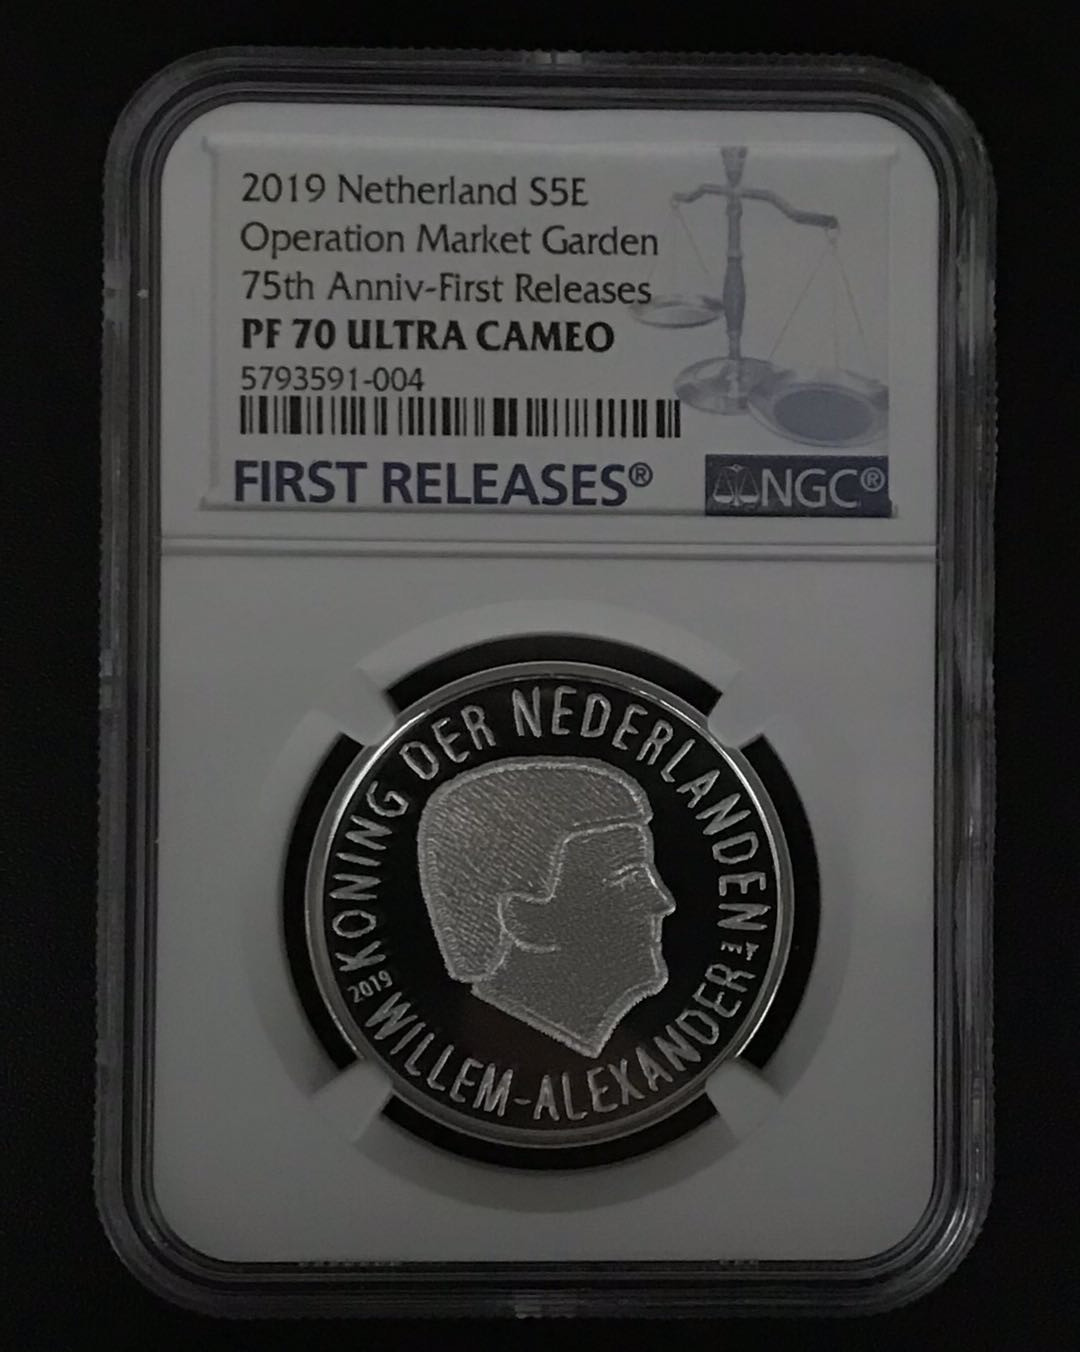 2019 Netherland S5E
Operation Market Garden
75th Anniv-First Releases
PF 70 ULTRA CAMEO
5793591-004
FIRST RELEASES®
NGC®
KONING DER NEDERLANDEN
WILLEM-ALEXANDER
2019